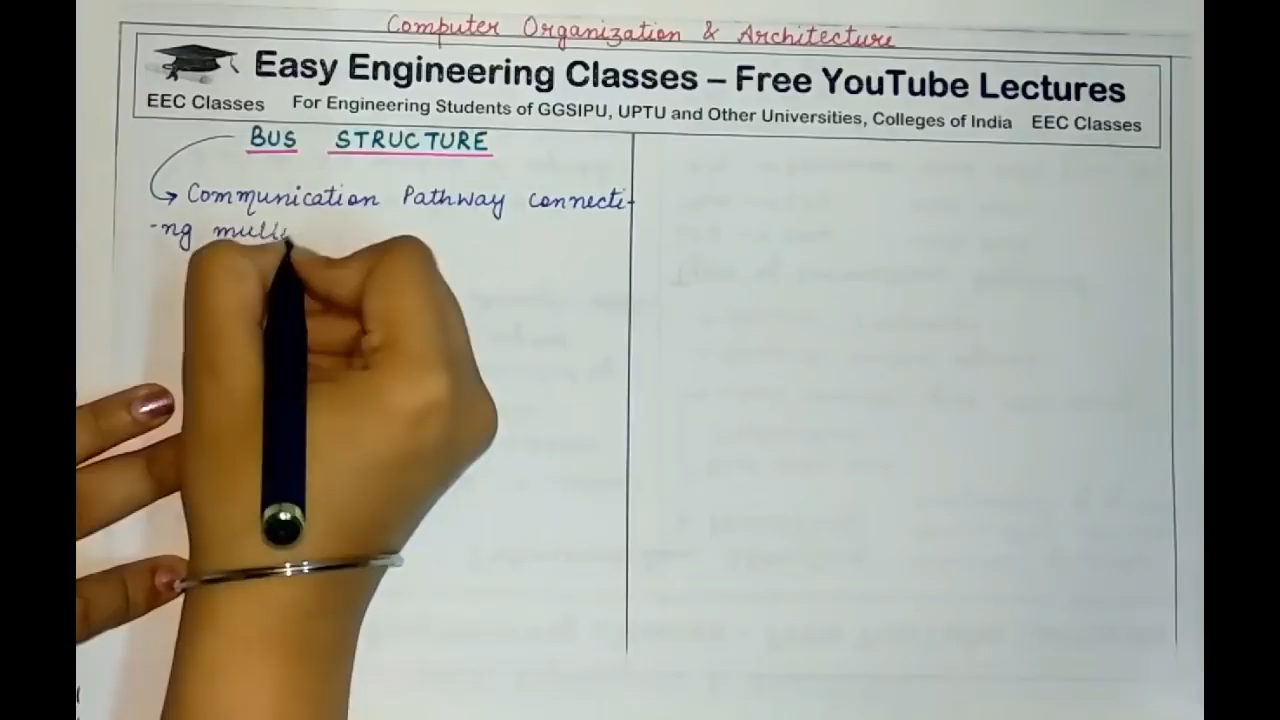 Computer Organization & Architecture
Easy Engineering Classes – Free YouTube Lectures
EEC Classes For Engineering Students of GGSIPU, UPTU and Other Universities, Colleges of India EEC Classes
BUS STRUCTURE
Communication Pathway connecti-
-ng